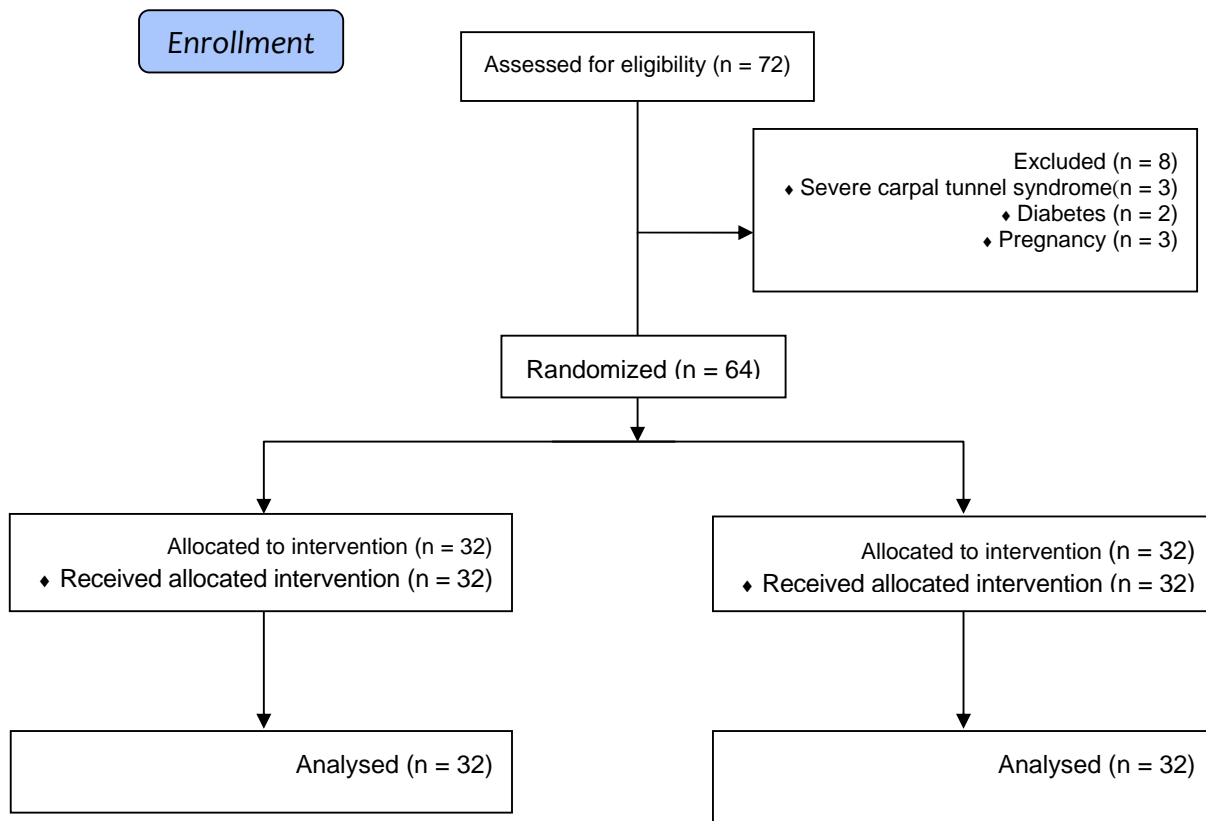 Enrollment
Assessed for eligibility (n = 72)
Excluded (n = 8)
♦ Severe carpal tunnel syndrome(n = 3)
♦ Diabetes (n = 2)
♦ Pregnancy (n = 3)
Randomized (n = 64)
Allocated to intervention (n = 32)
♦ Received allocated intervention (n = 32)
Allocated to intervention (n = 32)
♦ Received allocated intervention (n = 32)
Analysed (n = 32)
Analysed (n = 32)